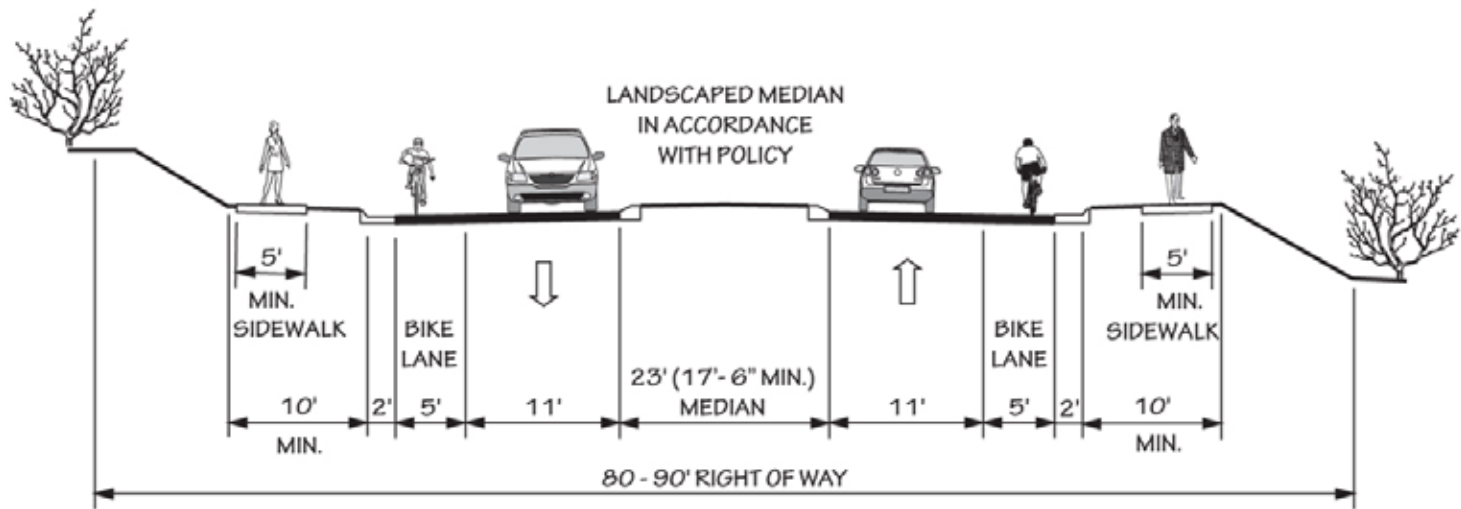 LANDSCAPED MEDIAN
IN ACCORDANCE
WITH POLICY
5'
MIN.
SIDEWALK
BIKE
LANE
5'
MIN.
SIDEWALK
BIKE
LANE
23' (17'- 6" MIN.)
MEDIAN
10'
MIN.
2'
5'
11'
11'
5'
2'
10'
MIN.
80 - 90' RIGHT OF WAY